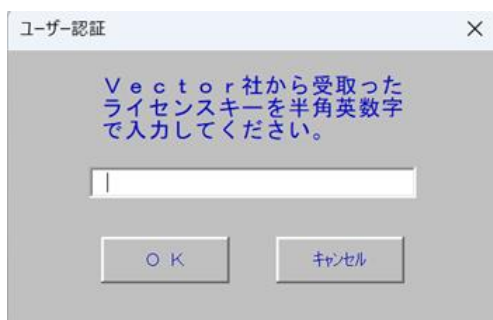 ユーザー認証
Ｖｅｃｔｏｒ社から受取った
ライセンスキーを半角英数字
で入力してください。
ＯＫ
ｷｬﾝｾﾙ